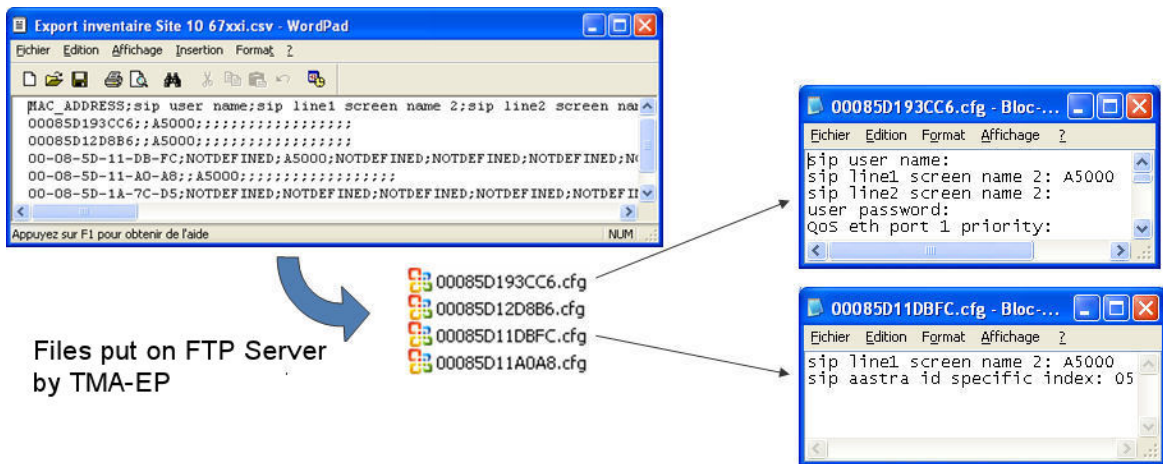 Export inventaire Site 10 67xxi.csv - WordPad
Fichier Edition Affichage Insertion Format ?
MAC_ADDRESS;sip user name;sip line1 screen name 2;sip line2 screen
00085D193CC6;;A5000;;;;;;;;;;;;;;;;;;;
00085D12D8B6;;A5000;;;;;;;;;;;;;;;;;;;
00-08-5D-11-DB-FC;NOTDEFINED;A5000;NOTDEFINED;NOTDEFINED;NOTDEFINED;
00-08-5D-11-A0-A8;;A5000;;;;;;;;;;;;;;;;;;;
00-08-5D-1A-7C-D5;NOTDEFINED;NOTDEFINED;NOTDEFINED;NOTDEFINED;
Appuyez sur F1 pour obtenir de l'aide
NUM
Files put on FTP Server
by TMA-EP
00085D193CC6.cfg
00085D12D8B6.cfg
00085D11DBFC.cfg
00085D11A0A8.cfg
00085D193CC6.cfg - Bloc-...
Fichier Edition Format Affichage ?
sip user name:
sip line1 screen name 2: A5000
sip line2 screen name 2:
user password:
QoS eth port 1 priority:
00085D11DBFC.cfg - Bloc-...
Fichier Edition Format Affichage ?
sip line1 screen name 2: A5000
sip aastra id specific index: 05